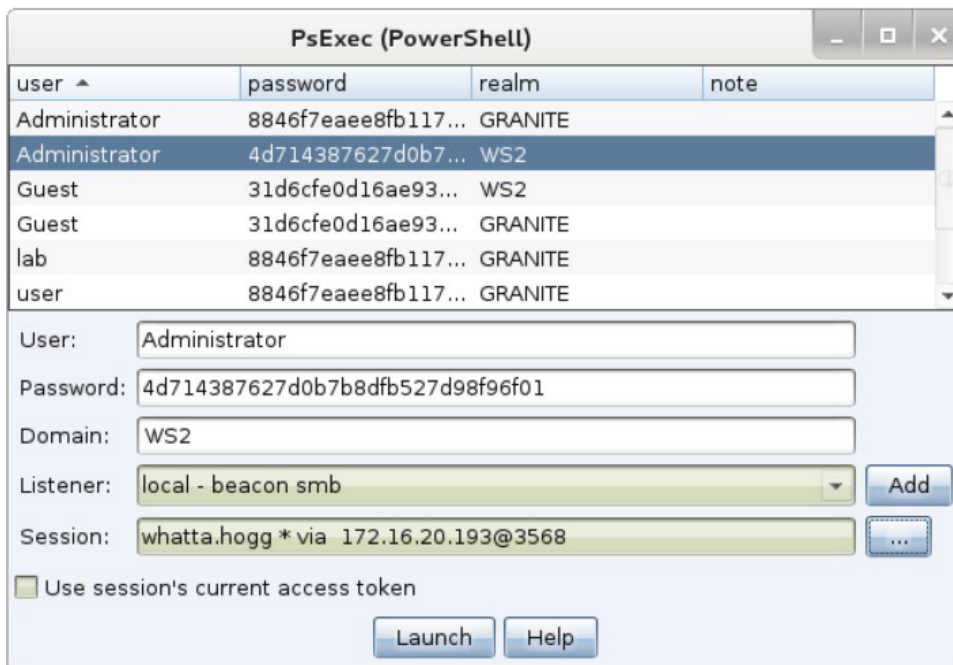 PsExec (PowerShell)
user password realm note
Administrator 8846f7eaee8fb117... GRANITE
Administrator 4d714387627d0b7... WS2
Guest 31d6cfe0d16ae93... WS2
Guest 31d6cfe0d16ae93... GRANITE
lab 8846f7eaee8fb117... GRANITE
user 8846f7eaee8fb117... GRANITE
User: Administrator
Password: 4d714387627d0b7b8dfb527d98f96f01
Domain: WS2
Listener: local - beacon smb Add
Session: whatta.hogg * via 172.16.20.193@3568 ...
Use session's current access token
Launch Help